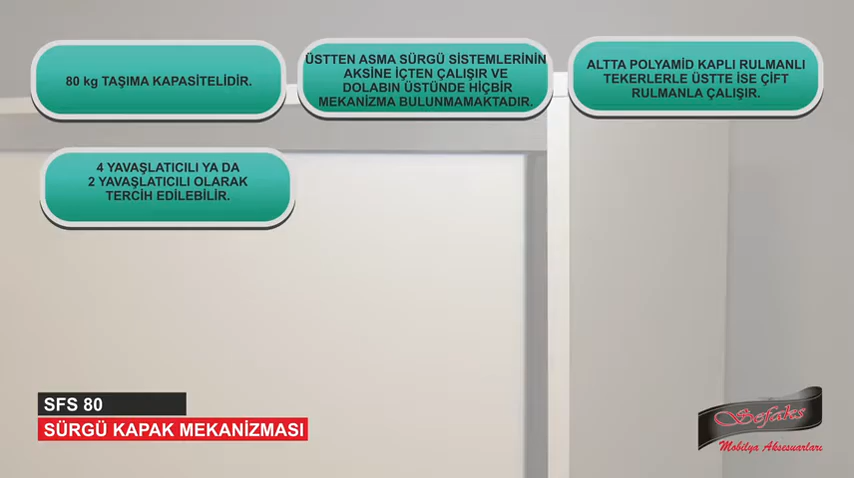 80 kg TAŞIMA KAPASİTELİDİR.
ÜSTTEN ASMA SÜRGÜ SİSTEMLERİNİN
AKSİNE İÇTEN ÇALIŞIR VE
DOLABIN ÜSTÜNDE HİÇBİR
MEKANİZMA BULUNMAMAKTADIR.
ALTTA POLYAMİD KAPLI RULMANLI
TEKERLERLE ÜSTTE İSE ÇİFT
RULMANLA ÇALIŞIR.
4 YAVAŞLATICILI YA DA
2 YAVAŞLATICILI OLARAK
TERCİH EDİLEBİLİR.
SFS 80
SÜRGÜ KAPAK MEKANİZMASI
Sefaks
Mobilya Aksesuarları